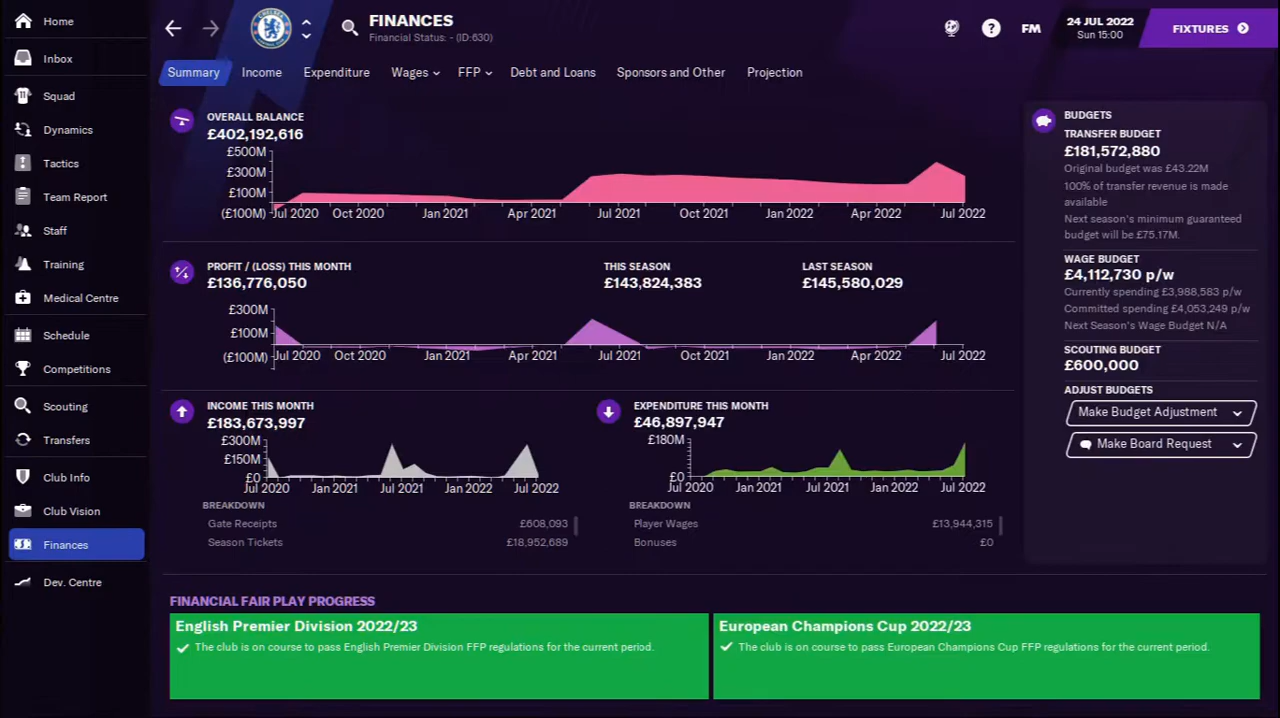 Home
Inbox
Squad
Dynamics
Tactics
Team Report
Staff
Training
Medical Centre
Schedule
Competitions
Scouting
Transfers
Club Info
Club Vision
Finances
Dev. Centre
FINANCES
Financial Status: - (ID:630)
?
FM
24 JUL 2022
Sun 15:00
FIXTURES
Summary
Income
Expenditure
Wages
FFP
Debt and Loans
Sponsors and Other
Projection
OVERALL BALANCE
£402,192,616
£500M
£300M
£100M
(£100M)
Jul 2020 Oct 2020 Jan 2021 Apr 2021 Jul 2021 Oct 2021 Jan 2022 Apr 2022 Jul 2022
PROFIT / (LOSS) THIS MONTH
£136,776,050
THIS SEASON
£143,824,383
LAST SEASON
£145,580,029
£300M
£100M
(£100M)
Jul 2020 Oct 2020 Jan 2021 Apr 2021 Jul 2021 Oct 2021 Jan 2022 Apr 2022 Jul 2022
INCOME THIS MONTH
£183,673,997
£300M
£150M
£0
Jul 2020 Jan 2021 Jul 2021 Jan 2022 Jul 2022
BREAKDOWN
Gate Receipts £608,093
Season Tickets £18,952,689
EXPENDITURE THIS MONTH
£46,897,947
£180M
£0
Jul 2020 Jan 2021 Jul 2021 Jan 2022 Jul 2022
BREAKDOWN
Player Wages £13,944,315
Bonuses £0
BUDGETS
TRANSFER BUDGET
£181,572,880
Original budget was £43.22M
100% of transfer revenue is made
available
Next season's minimum guaranteed
budget will be £75.17M.
WAGE BUDGET
£4,112,730 p/w
Currently spending £3,988,583 p/w
Committed spending £4,053,249 p/w
Next Season's Wage Budget N/A
SCOUTING BUDGET
£600,000
ADJUST BUDGETS
Make Budget Adjustment
Make Board Request
FINANCIAL FAIR PLAY PROGRESS
English Premier Division 2022/23
The club is on course to pass English Premier Division FFP regulations for the current period.
European Champions Cup 2022/23
The club is on course to pass European Champions Cup FFP regulations for the current period.